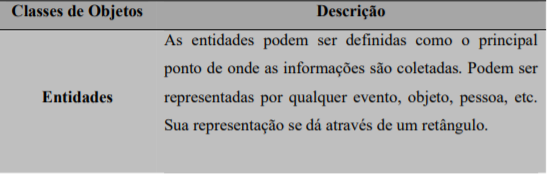 Classes de Objetos Descrição
As entidades podem ser definidas como o principal
ponto de onde as informações são coletadas. Podem ser
Entidades representadas por qualquer evento, objeto, pessoa, etc.
Sua representação se dá através de um retângulo.